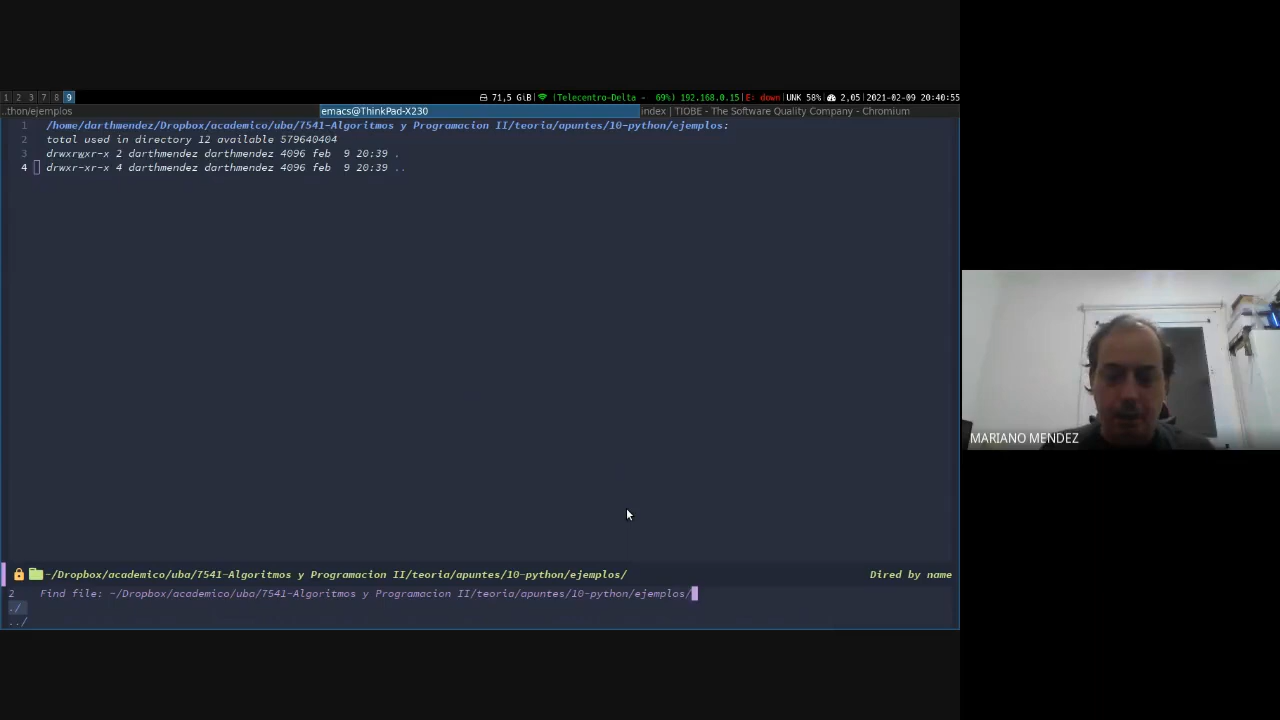 1 2 3 7 8 9
71,5 GiB| |(Telecentro-Delta - 69%) 192.168.0.15|E: down|UNK 58%| 2,05|2021-02-09 20:40:55
..thon/ejemplos
emacs@ThinkPad-X230
index | TIOBE - The Software Quality Company - Chromium
1 /home/darthmendez/Dropbox/academico/uba/7541-Algoritmos y Programacion II/teoria/apuntes/10-python/ejemplos:
2 total used in directory 12 available 579640404
3 drwxrwxr-x 2 darthmendez darthmendez 4096 feb  9 20:39 .
4 drwxr-xr-x 4 darthmendez darthmendez 4096 feb  9 20:39 ..
MARIANO MENDEZ
~/Dropbox/academico/uba/7541-Algoritmos y Programacion II/teoria/apuntes/10-python/ejemplos/ Dired by name
2 Find file: ~/Dropbox/academico/uba/7541-Algoritmos y Programacion II/teoria/apuntes/10-python/ejemplos/
./
../